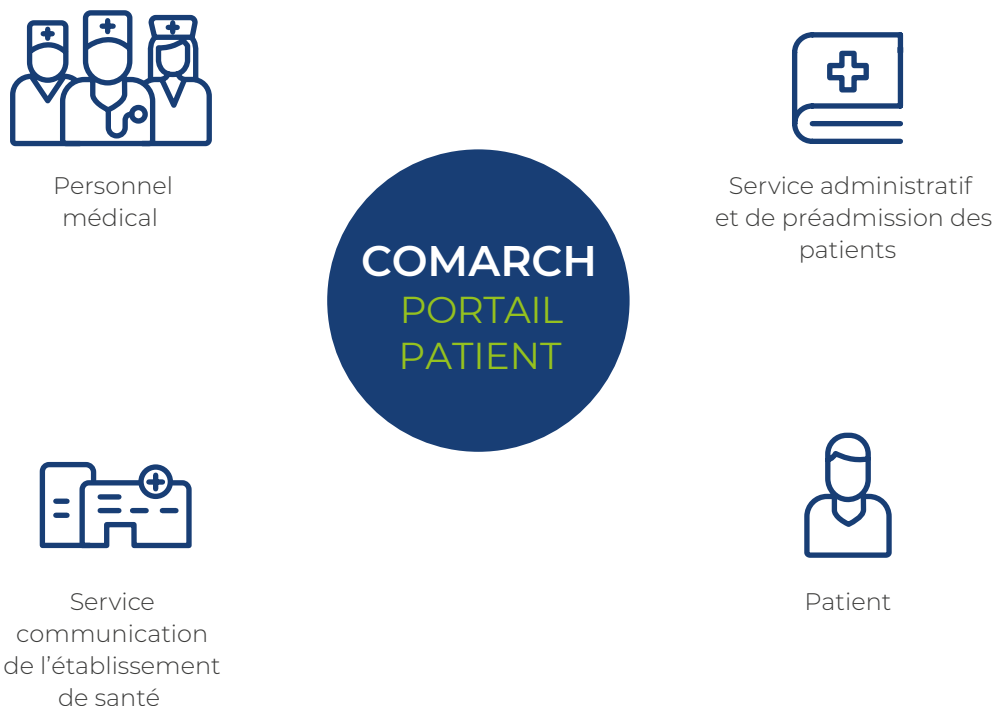 Personnel
médical
Service administratif
et de préadmission des
patients
COMARCH
PORTAIL
PATIENT
Service
communication
de l'établissement
de santé
Patient